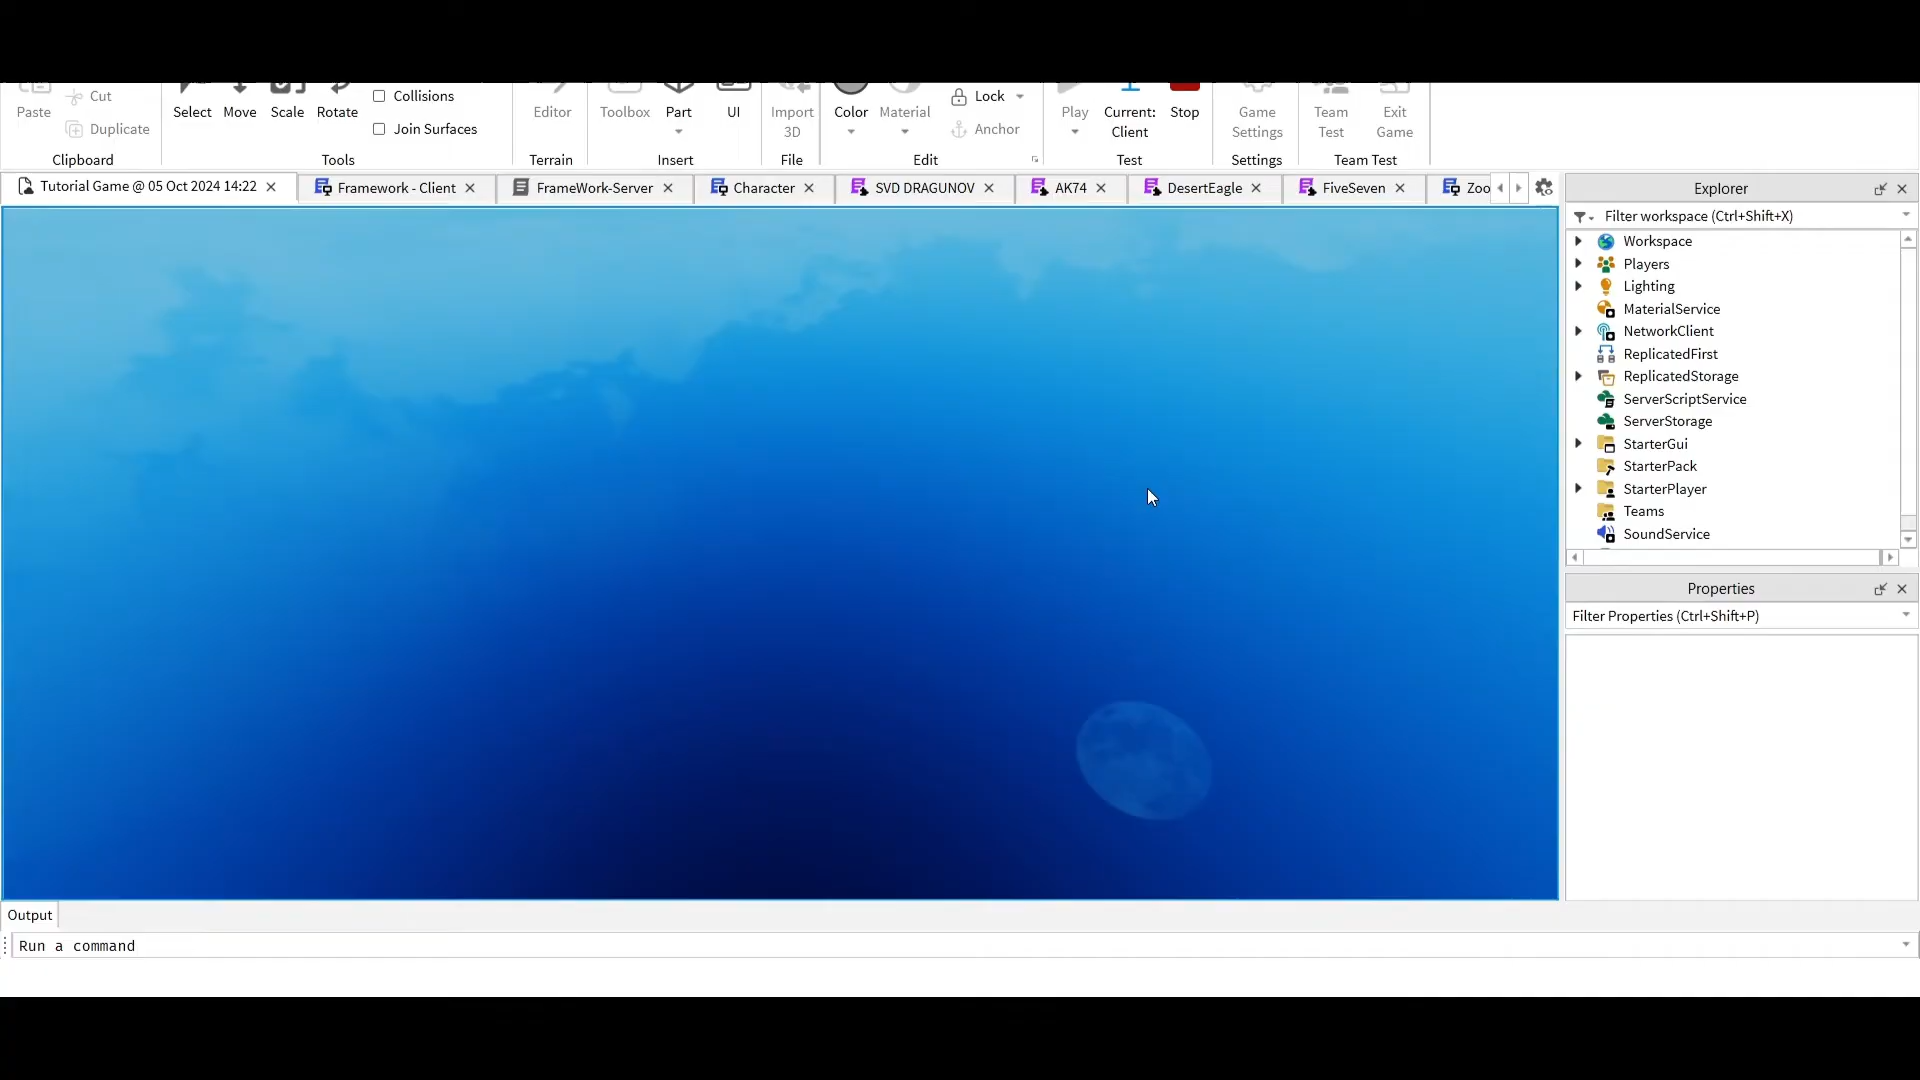 Cut
Collisions
Lock
Paste
Select
Move
Scale
Rotate
Editor
Toolbox
Part
UI
Import
3D
Color
Material
Play
Current:
Client
Stop
Game
Settings
Team
Test
Exit
Game
Duplicate
Join Surfaces
Anchor
Clipboard
Tools
Terrain
Insert
File
Edit
Test
Settings
Team Test
Tutorial Game @ 05 Oct 2024 14:22
Framework - Client
FrameWork-Server
Character
SVD DRAGUNOV
AK74
DesertEagle
FiveSeven
Zoo
Explorer
Filter workspace (Ctrl+Shift+X)
Workspace
Players
Lighting
MaterialService
NetworkClient
ReplicatedFirst
ReplicatedStorage
ServerScriptService
ServerStorage
StarterGui
StarterPack
StarterPlayer
Teams
SoundService
Properties
Filter Properties (Ctrl+Shift+P)
Output
Run a command